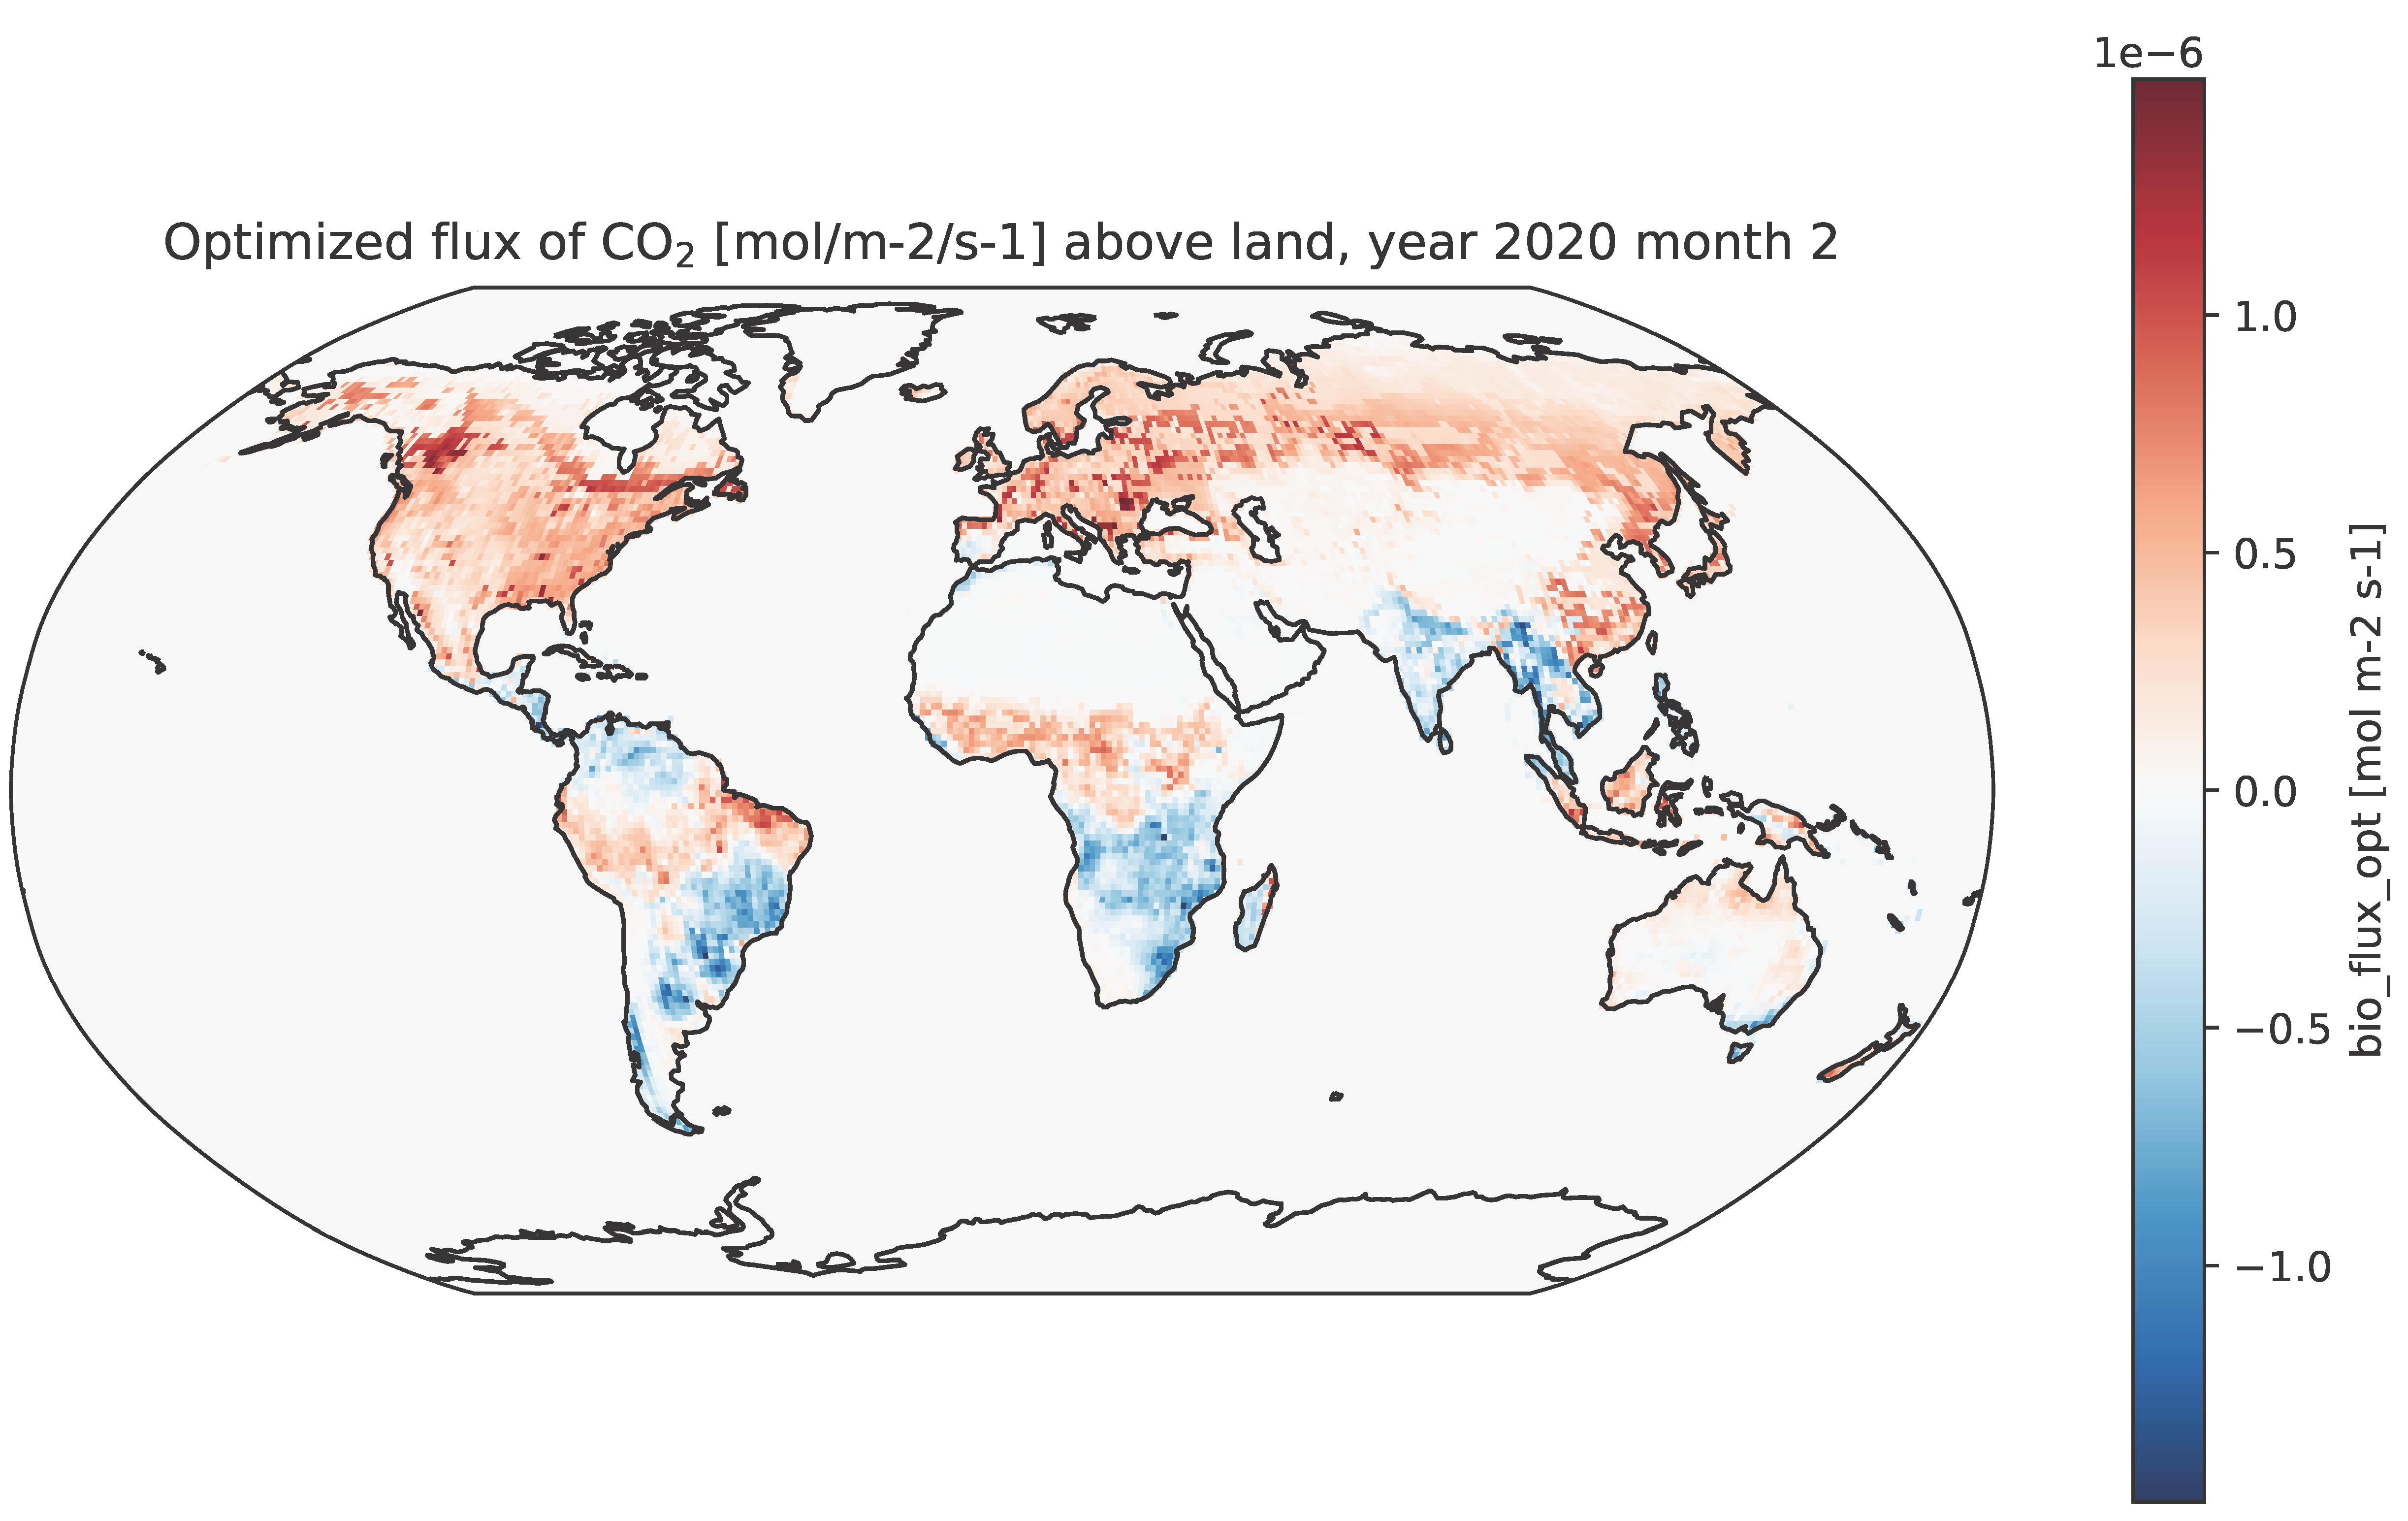 1e−6
Optimized flux of CO₂ [mol/m-2/s-1] above land, year 2020 month 2
1.0
0.5
0.0
−0.5
−1.0
bio_flux_opt [mol m-2 s-1]